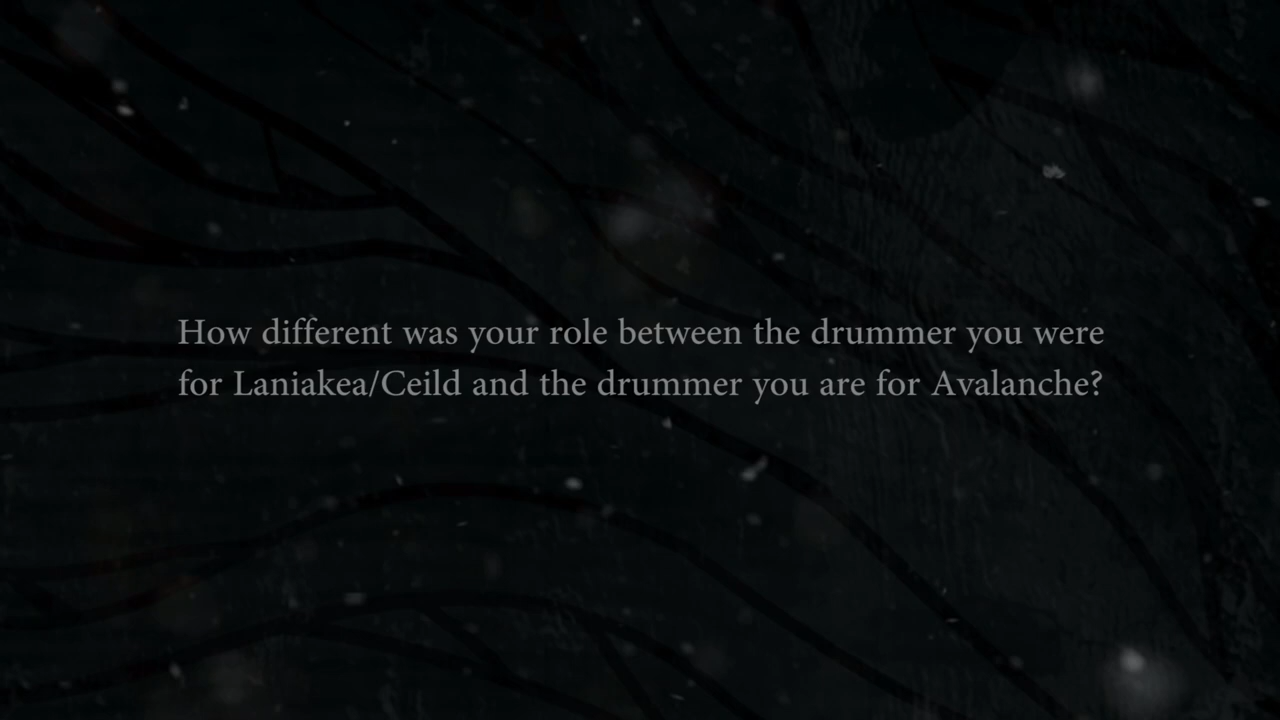 How different was your role between the drummer you were
for Laniakea/Ceild and the drummer you are for Avalanche?